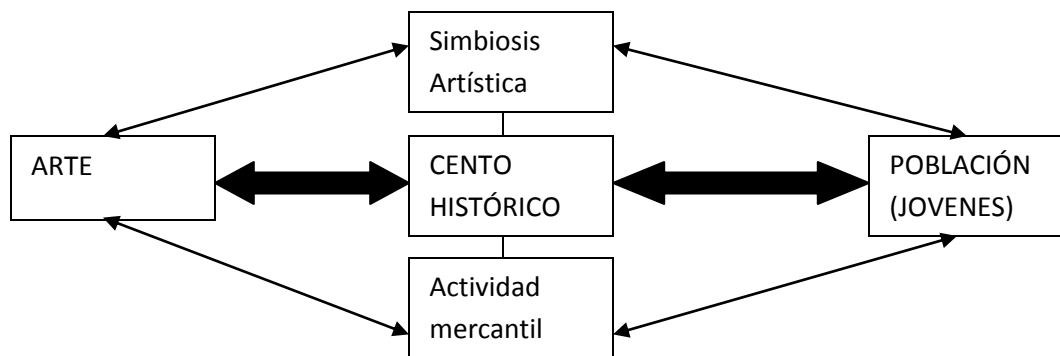 Simbiosis
Artística
ARTE
CENTO
HISTÓRICO
POBLACIÓN
(JOVENES)
Actividad
mercantil